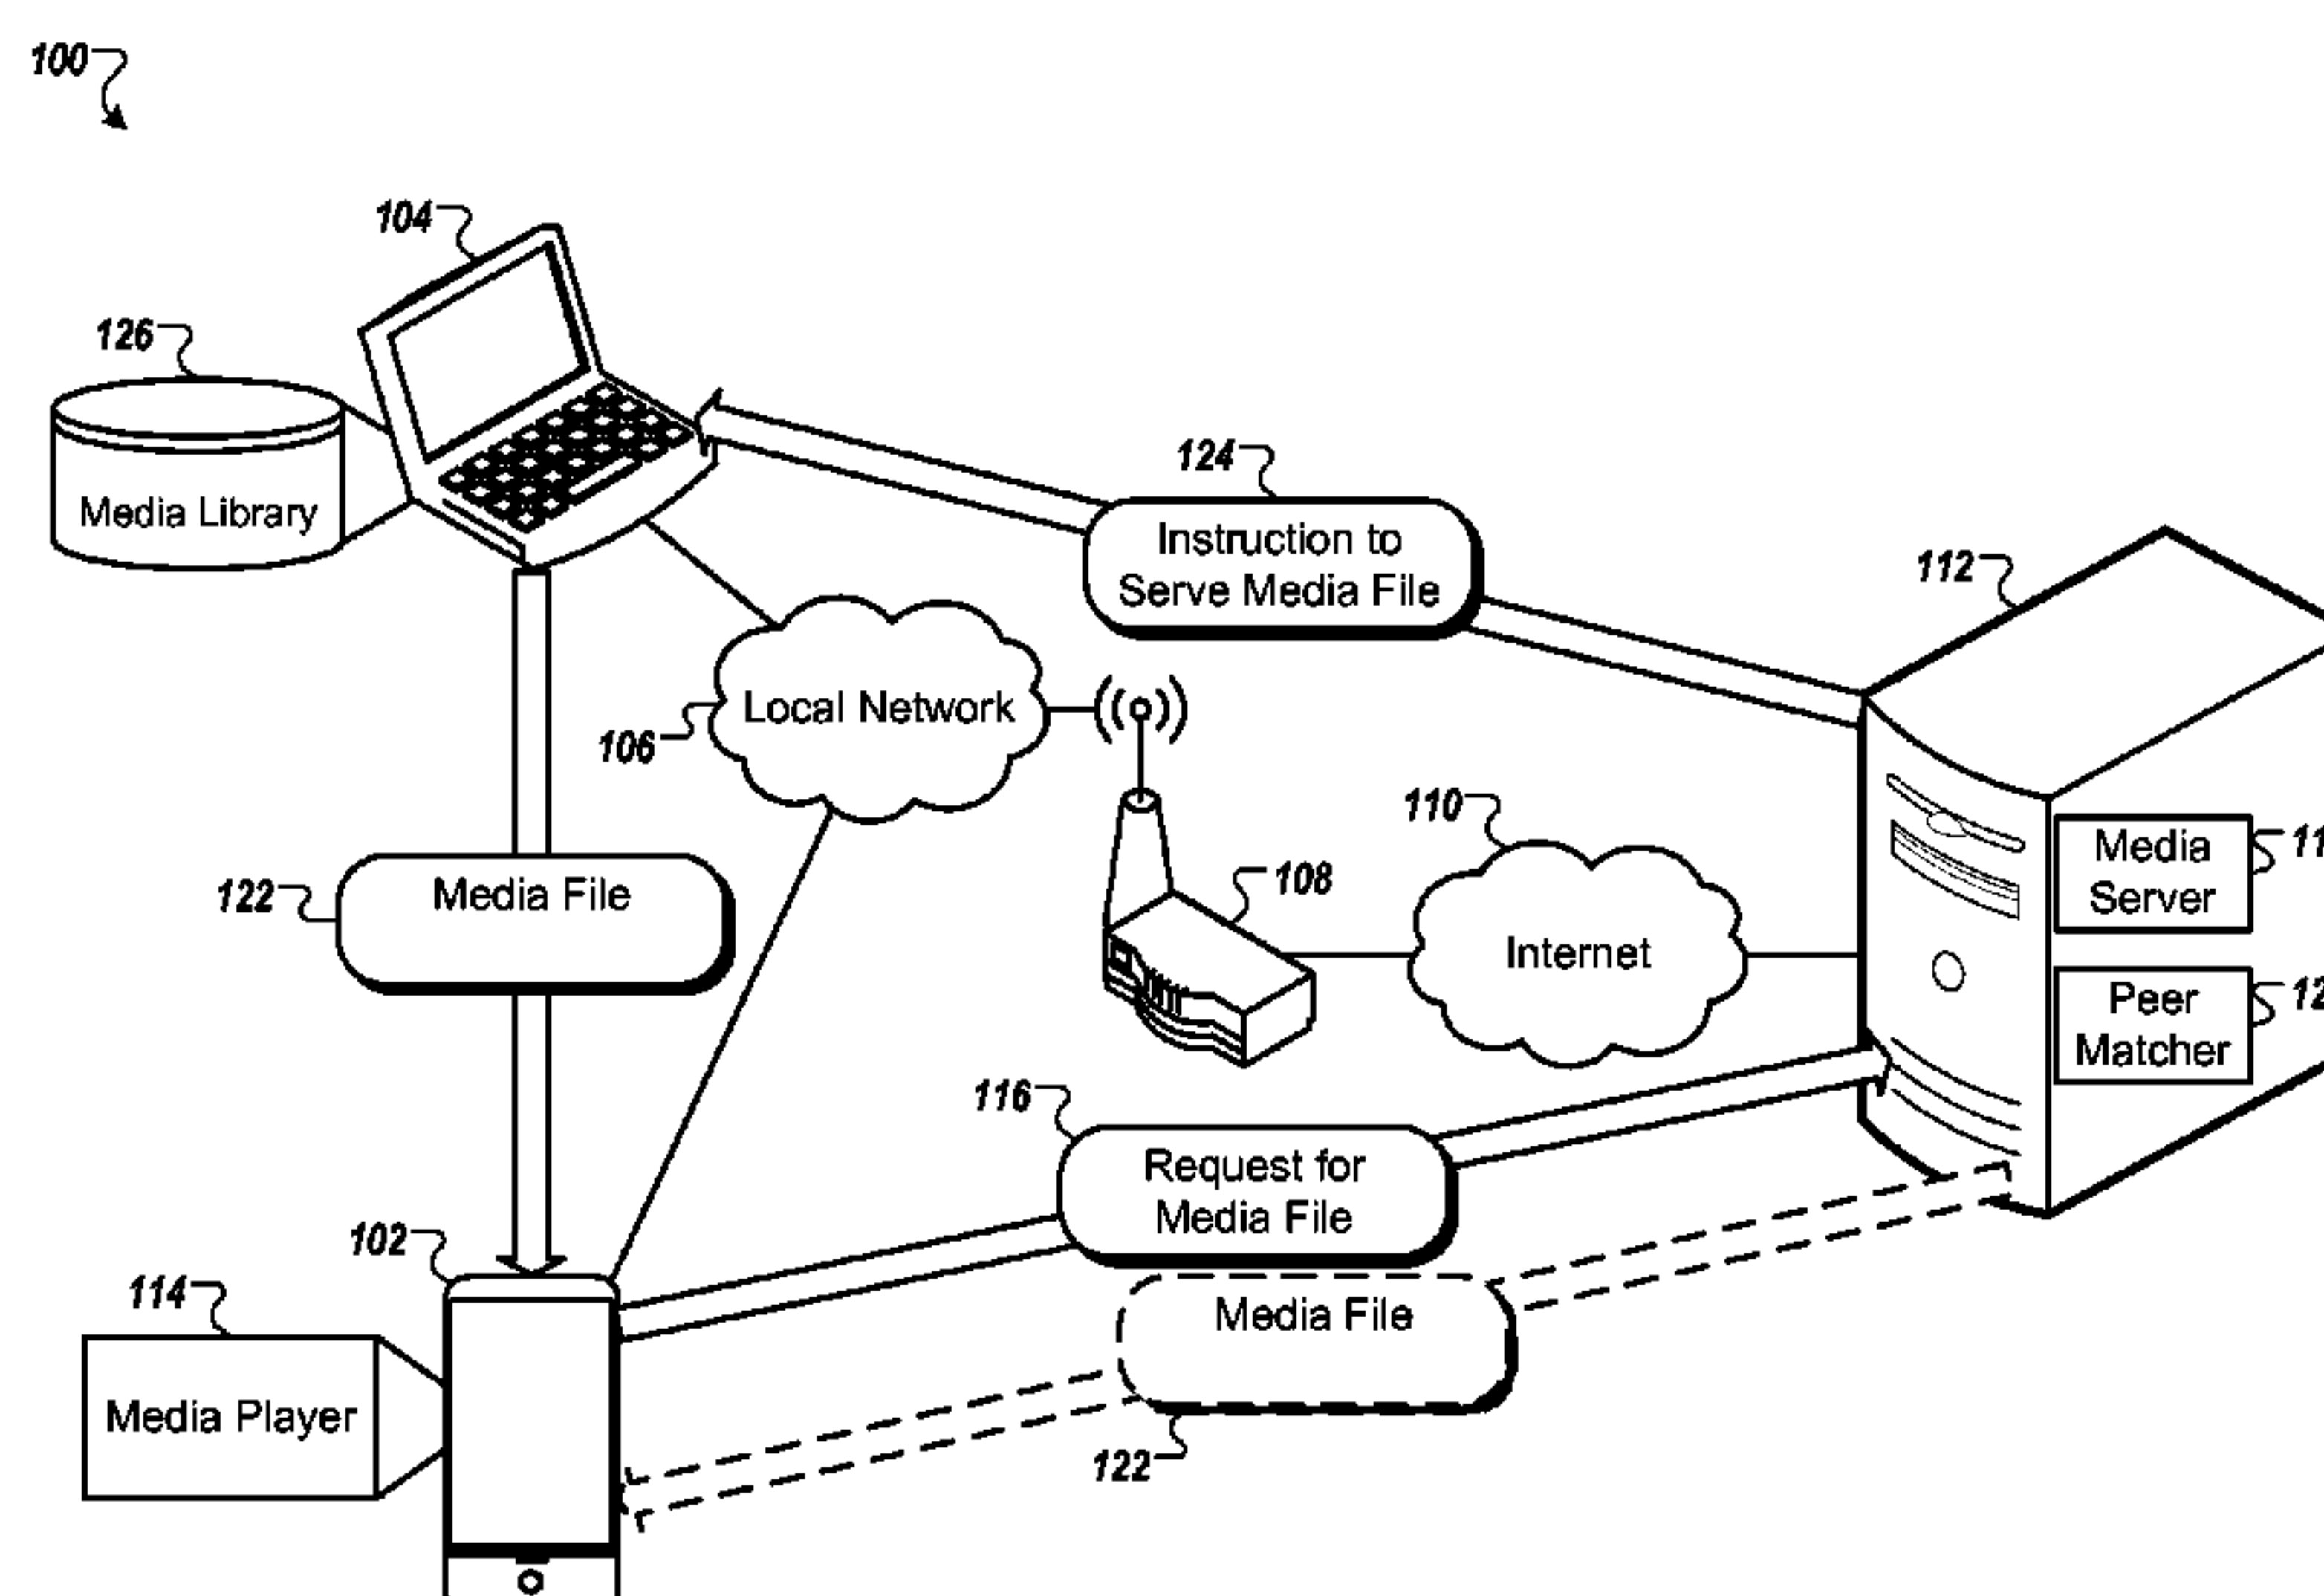 100
104
126
Media Library
124
Instruction to
Serve Media File
112
Local Network
106
110
Media
Server
122
Media File
108
Internet
Peer
Matcher
116
Request for
Media File
102
114
Media File
Media Player
122